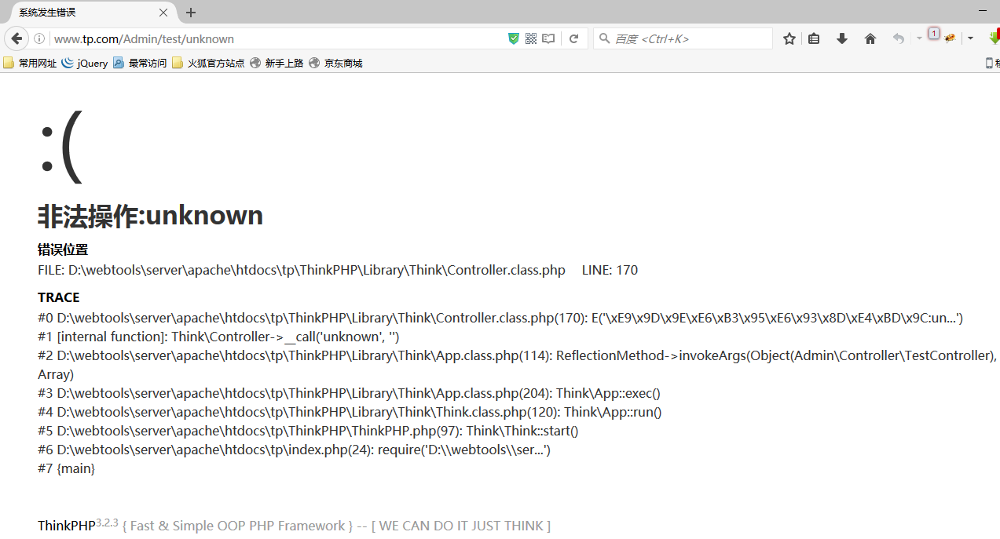 系统发生错误
www.tp.com/Admin/test/unknown
百度 <Ctrl+K>
1
常用网址 jQuery 最常访问 火狐官方站点 新手上路 京东商城
:(
非法操作:unknown
错误位置
FILE: D:\webtools\server\apache\htdocs\tp\ThinkPHP\Library\Think\Controller.class.php LINE: 170
TRACE
#0 D:\webtools\server\apache\htdocs\tp\ThinkPHP\Library\Think\Controller.class.php(170): E('\xE9\x9D\x9E\xE6\xB3\x95\xE6\x93\x8D\xE4\xBD\x9C:un...')
#1 [internal function]: Think\Controller->__call('unknown', '')
#2 D:\webtools\server\apache\htdocs\tp\ThinkPHP\Library\Think\App.class.php(114): ReflectionMethod->invokeArgs(Object(Admin\Controller\TestController),
Array)
#3 D:\webtools\server\apache\htdocs\tp\ThinkPHP\Library\Think\App.class.php(204): Think\App::exec()
#4 D:\webtools\server\apache\htdocs\tp\ThinkPHP\Library\Think\Think.class.php(120): Think\App::run()
#5 D:\webtools\server\apache\htdocs\tp\ThinkPHP\ThinkPHP.php(97): Think\Think::start()
#6 D:\webtools\server\apache\htdocs\tp\index.php(24): require('D:\\webtools\\ser...')
#7 {main}
ThinkPHP3.2.3 { Fast & Simple OOP PHP Framework } -- [ WE CAN DO IT JUST THINK ]